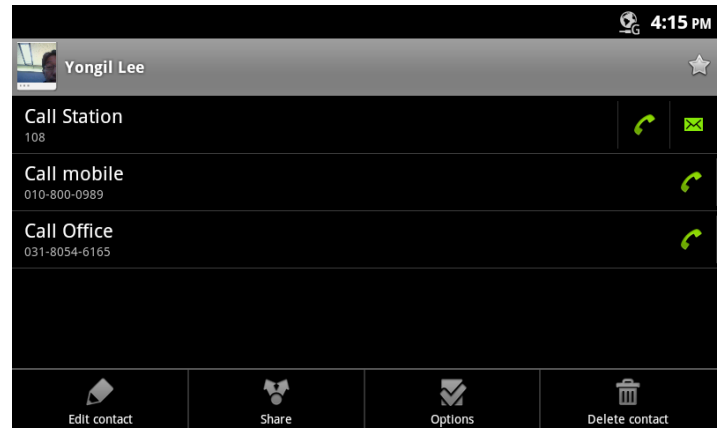 G 4:15 PM
Yongil Lee
Call Station
108
Call mobile
010-800-0989
Call Office
031-8054-6165
Edit contact Share Options Delete contact